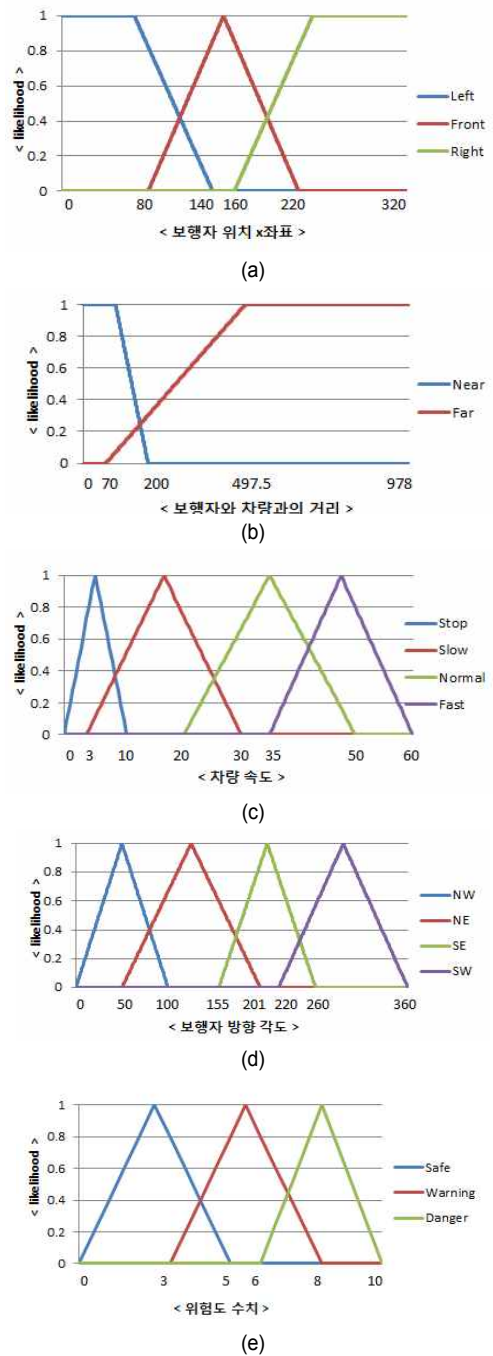 1
0.8
0.6
0.4
0.2
0
< likelihood >
0 80 140 160 220 320
< 보행자 위치 x좌표 >
Left
Front
Right
(a)
1
0.8
0.6
0.4
0.2
0
< likelihood >
0 70 200 497.5 978
< 보행자와 차량과의 거리 >
Near
Far
(b)
1
0.8
0.6
0.4
0.2
0
< likelihood >
0 3 10 20 30 35 50 60
< 차량 속도 >
Stop
Slow
Normal
Fast
(c)
1
0.8
0.6
0.4
0.2
0
< likelihood >
0 50 100 155 201 220 260 360
< 보행자 방향 각도 >
NW
NE
SE
SW
(d)
1
0.8
0.6
0.4
0.2
0
< likelihood >
0 3 5 6 8 10
< 위험도 수치 >
Safe
Warning
Danger
(e)